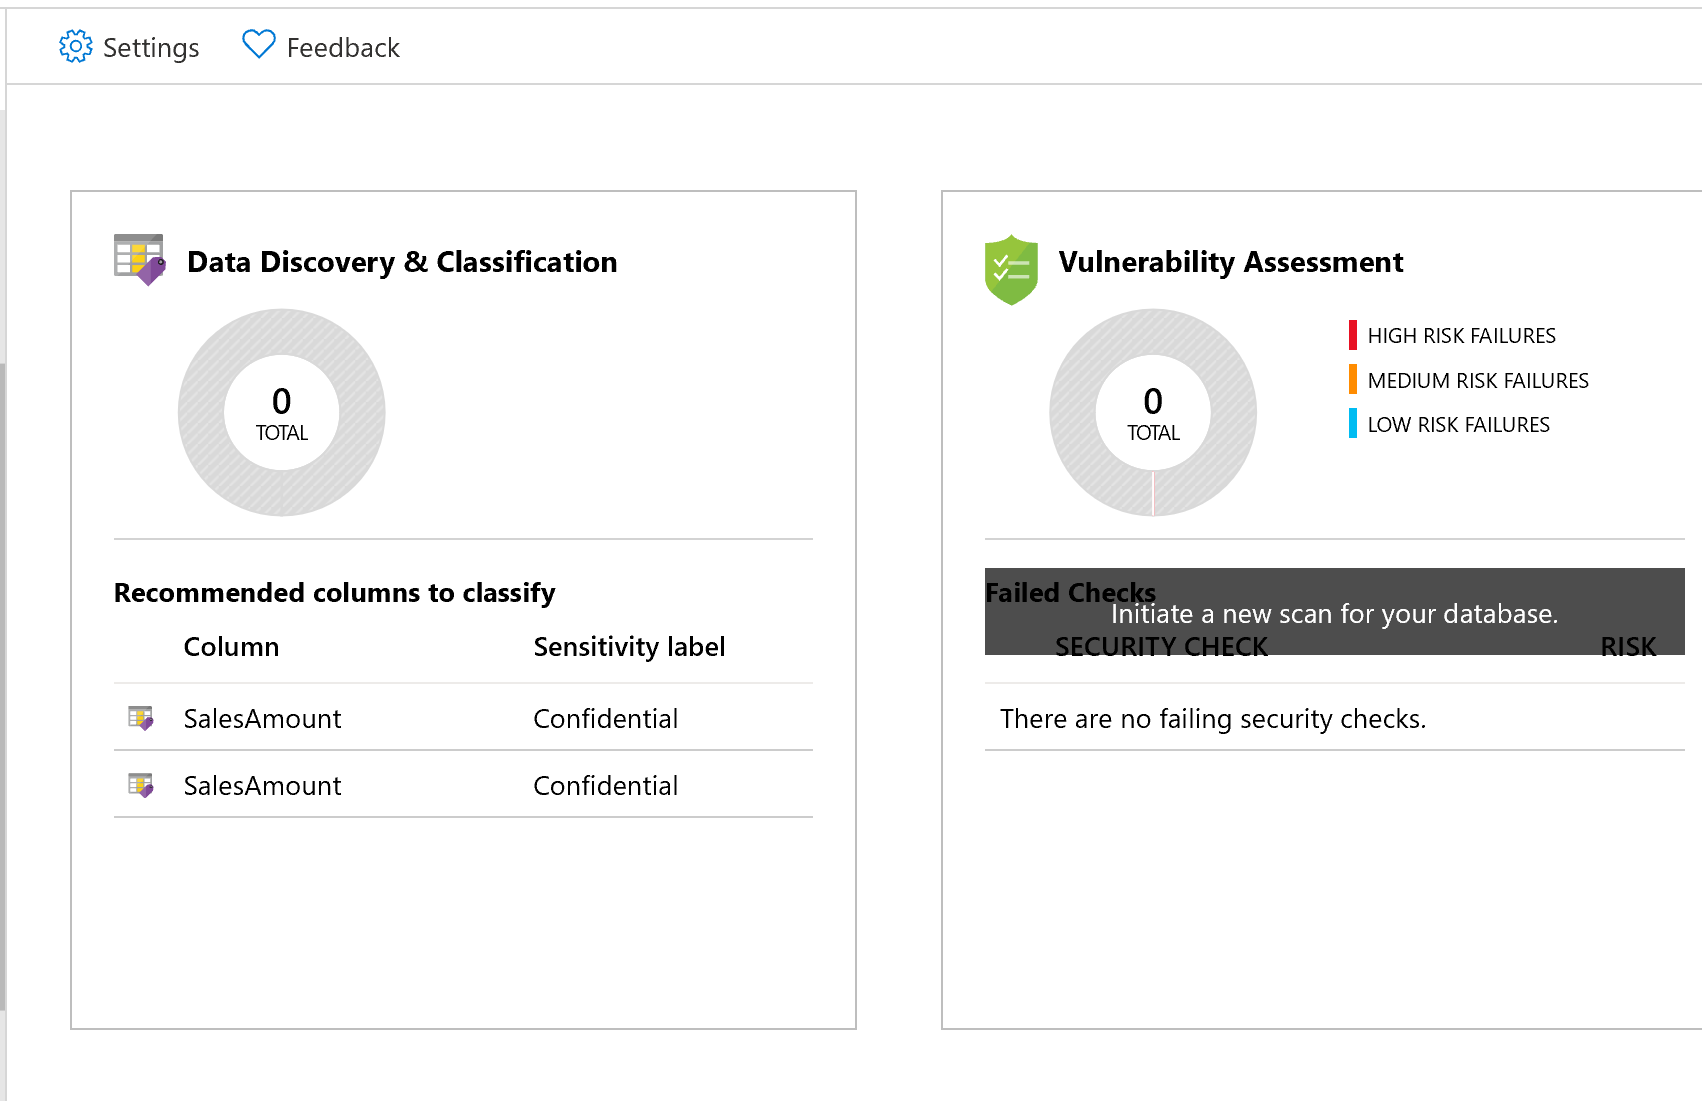 Settings Feedback
Data Discovery & Classification
0
TOTAL
Recommended columns to classify
Column Sensitivity label
SalesAmount Confidential
SalesAmount Confidential
Vulnerability Assessment
0
TOTAL
HIGH RISK FAILURES
MEDIUM RISK FAILURES
LOW RISK FAILURES
Failed Checks
Initiate a new scan for your database.
SECURITY CHECK RISK
There are no failing security checks.